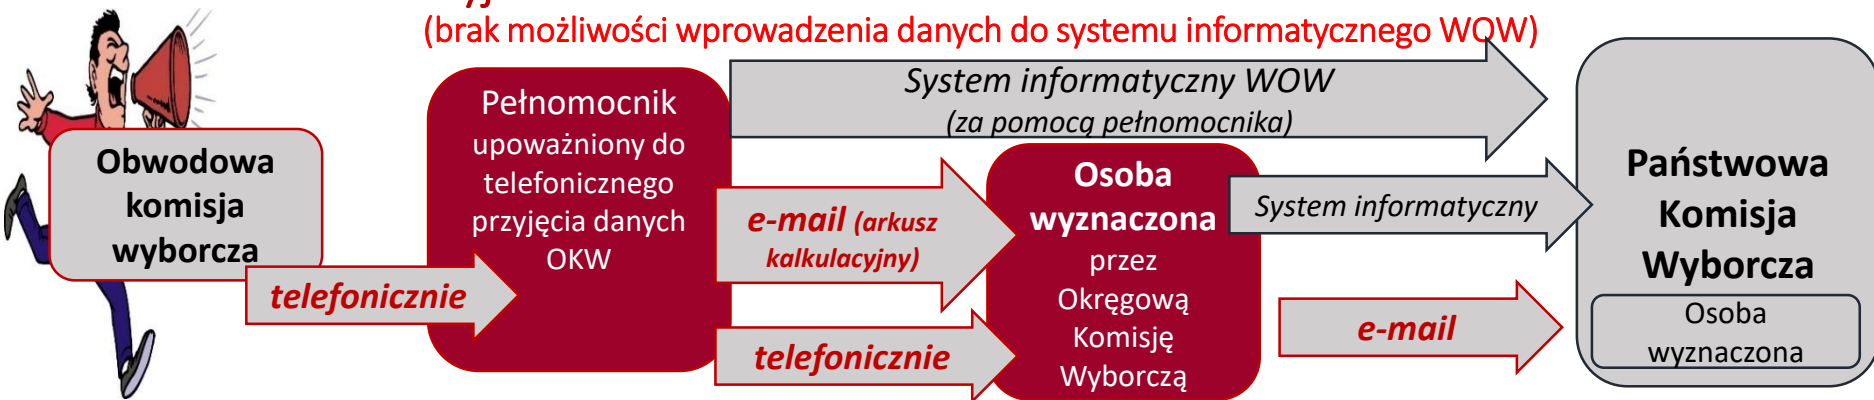 (brak możliwości wprowadzenia danych do systemu informatycznego WOW)
Obwodowa
komisja
wyborcza
telefonicznie
Pełnomocnik
upoważniony do
telefonicznego
przyjęcia danych
OKW
System informatyczny WOW
(za pomocą pełnomocnika)
e-mail (arkusz
kalkulacyjny)
telefonicznie
Osoba
wyznaczona
przez
Okręgową
Komisję
Wyborczą
System informatyczny
e-mail
Państwowa
Komisja
Wyborcza
Osoba
wyznaczona